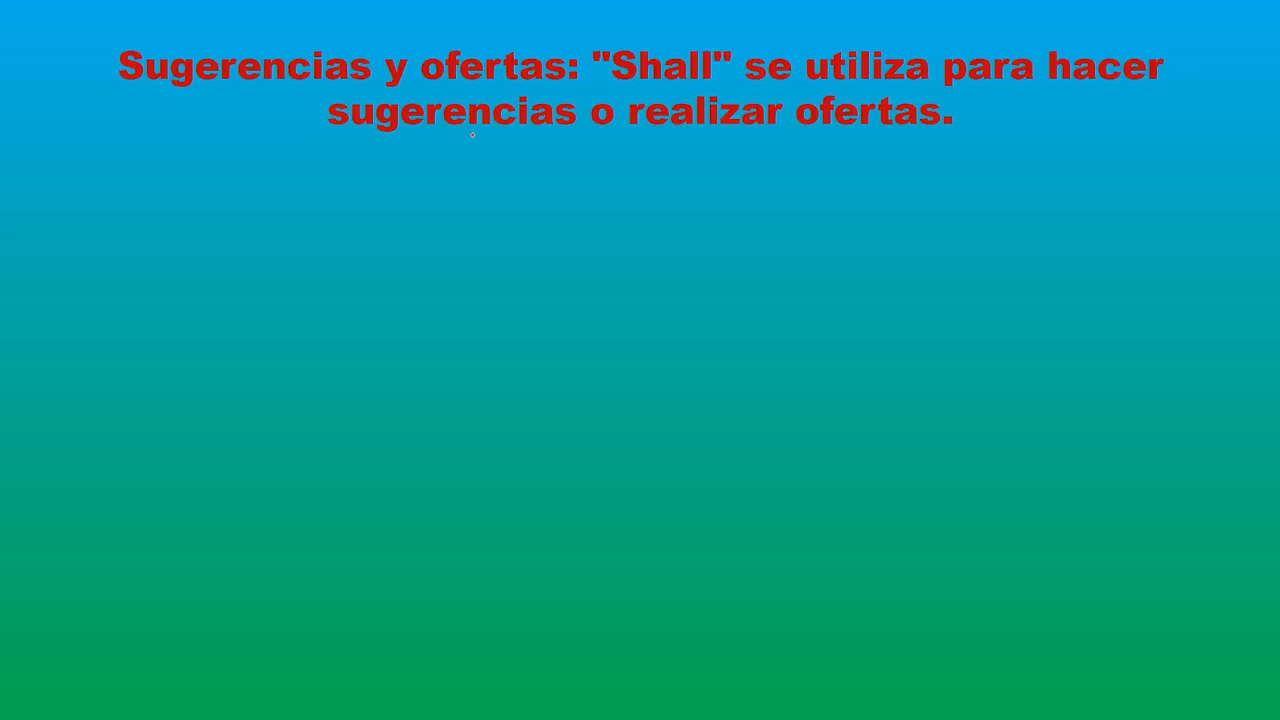 Sugerencias y ofertas: "Shall" se utiliza para hacer
sugerencias o realizar ofertas.